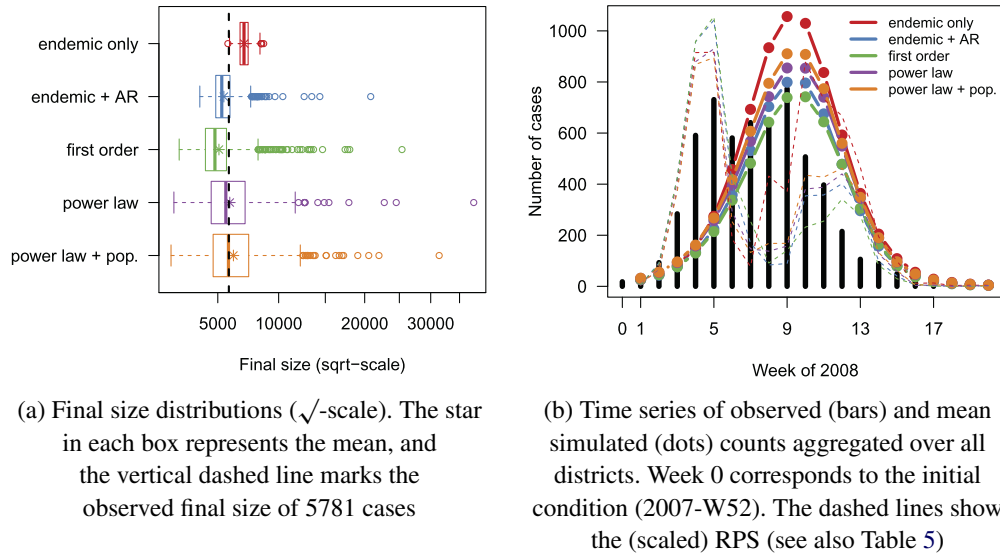 endemic only
endemic + AR
first order
power law
power law + pop.
5000 10000 20000 30000
Final size (sqrt−scale)
(a) Final size distributions (√-scale). The star
in each box represents the mean, and
the vertical dashed line marks the
observed final size of 5781 cases
endemic only
endemic + AR
first order
power law
power law + pop.
Number of cases
1000
800
600
400
200
0
0 1 5 9 13 17
Week of 2008
(b) Time series of observed (bars) and mean
simulated (dots) counts aggregated over all
districts. Week 0 corresponds to the initial
condition (2007-W52). The dashed lines show
the (scaled) RPS (see also Table 5)